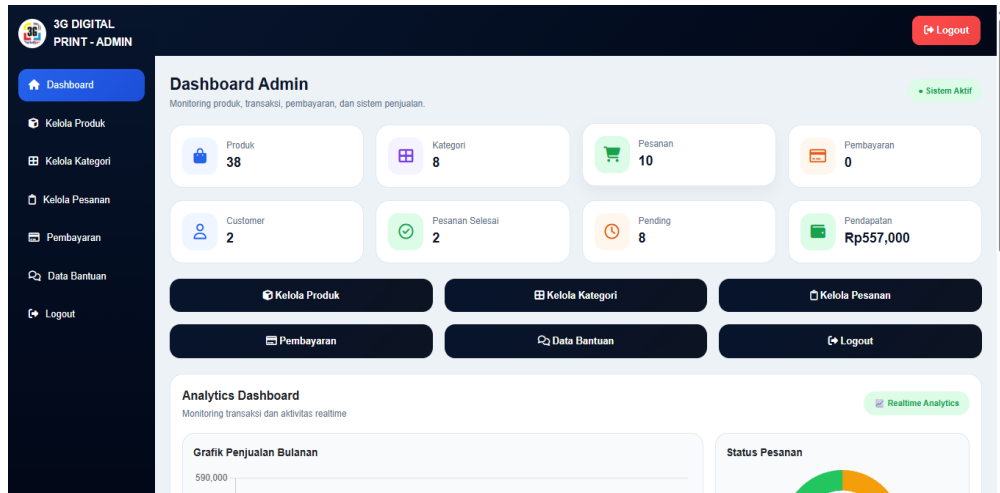 3G DIGITAL
PRINT - ADMIN
Logout
Dashboard
Kelola Produk
Kelola Kategori
Kelola Pesanan
Pembayaran
Data Bantuan
Logout
Dashboard Admin
Monitoring produk, transaksi, pembayaran, dan sistem penjualan.
• Sistem Aktif
Produk
38
Kategori
8
Pesanan
10
Pembayaran
0
Customer
2
Pesanan Selesai
2
Pending
8
Pendapatan
Rp557,000
Kelola Produk
Kelola Kategori
Kelola Pesanan
Pembayaran
Data Bantuan
Logout
Analytics Dashboard
Monitoring transaksi dan aktivitas realtime
Realtime Analytics
Grafik Penjualan Bulanan
590,000
Status Pesanan